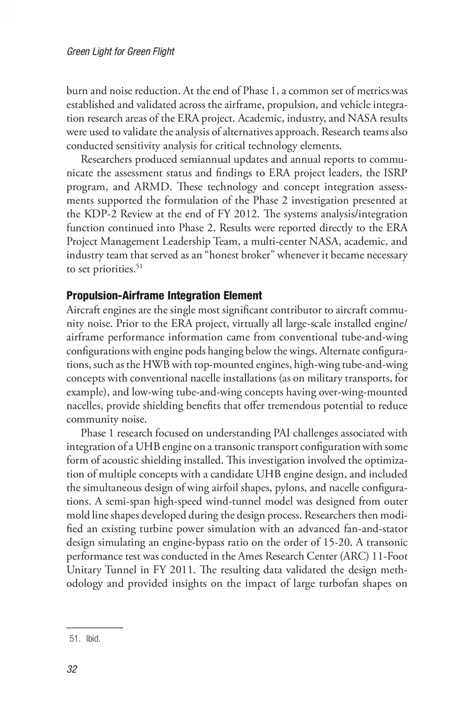 Green Light for Green Flight
burn and noise reduction. At the end of Phase 1, a common set of metrics was
established and validated across the airframe, propulsion, and vehicle integra-
tion research areas of the ERA project. Academic, industry, and NASA results
were used to validate the analysis of alternatives approach. Research teams also
conducted sensitivity analysis for critical technology elements.
Researchers produced semiannual updates and annual reports to commu-
nicate the assessment status and findings to ERA project leaders, the ISRP
program, and ARMD. These technology and concept integration assess-
ments supported the formulation of the Phase 2 investigation presented at
the KDP-2 Review at the end of FY 2012. The systems analysis/integration
function continued into Phase 2. Results were reported directly to the ERA
Project Management Leadership Team, a multi-center NASA, academic, and
industry team that served as an “honest broker” whenever it became necessary
to set priorities.51
Propulsion-Airframe Integration Element
Aircraft engines are the single most significant contributor to aircraft commu-
nity noise. Prior to the ERA project, virtually all large-scale installed engine/
airframe performance information came from conventional tube-and-wing
configurations with engine pods hanging below the wings. Alternate configura-
tions, such as the HWB with top-mounted engines, high-wing tube-and-wing
concepts with conventional nacelle installations (as on military transports, for
example), and low-wing tube-and-wing concepts having over-wing-mounted
nacelles, provide shielding benefits that offer tremendous potential to reduce
community noise.
Phase 1 research focused on understanding PAI challenges associated with
integration of a UHB engine on a transonic transport configuration with some
form of acoustic shielding installed. This investigation involved the optimiza-
tion of multiple concepts with a candidate UHB engine design, and included
the simultaneous design of wing airfoil shapes, pylons, and nacelle configura-
tions. A semi-span high-speed wind-tunnel model was designed from outer
mold line shapes developed during the design process. Researchers then modi-
fied an existing turbine power simulation with an advanced fan-and-stator
design simulating an engine-bypass ratio on the order of 15-20. A transonic
performance test was conducted in the Ames Research Center (ARC) 11-Foot
Unitary Tunnel in FY 2011. The resulting data validated the design meth-
odology and provided insights on the impact of large turbofan shapes on
51. Ibid.
32